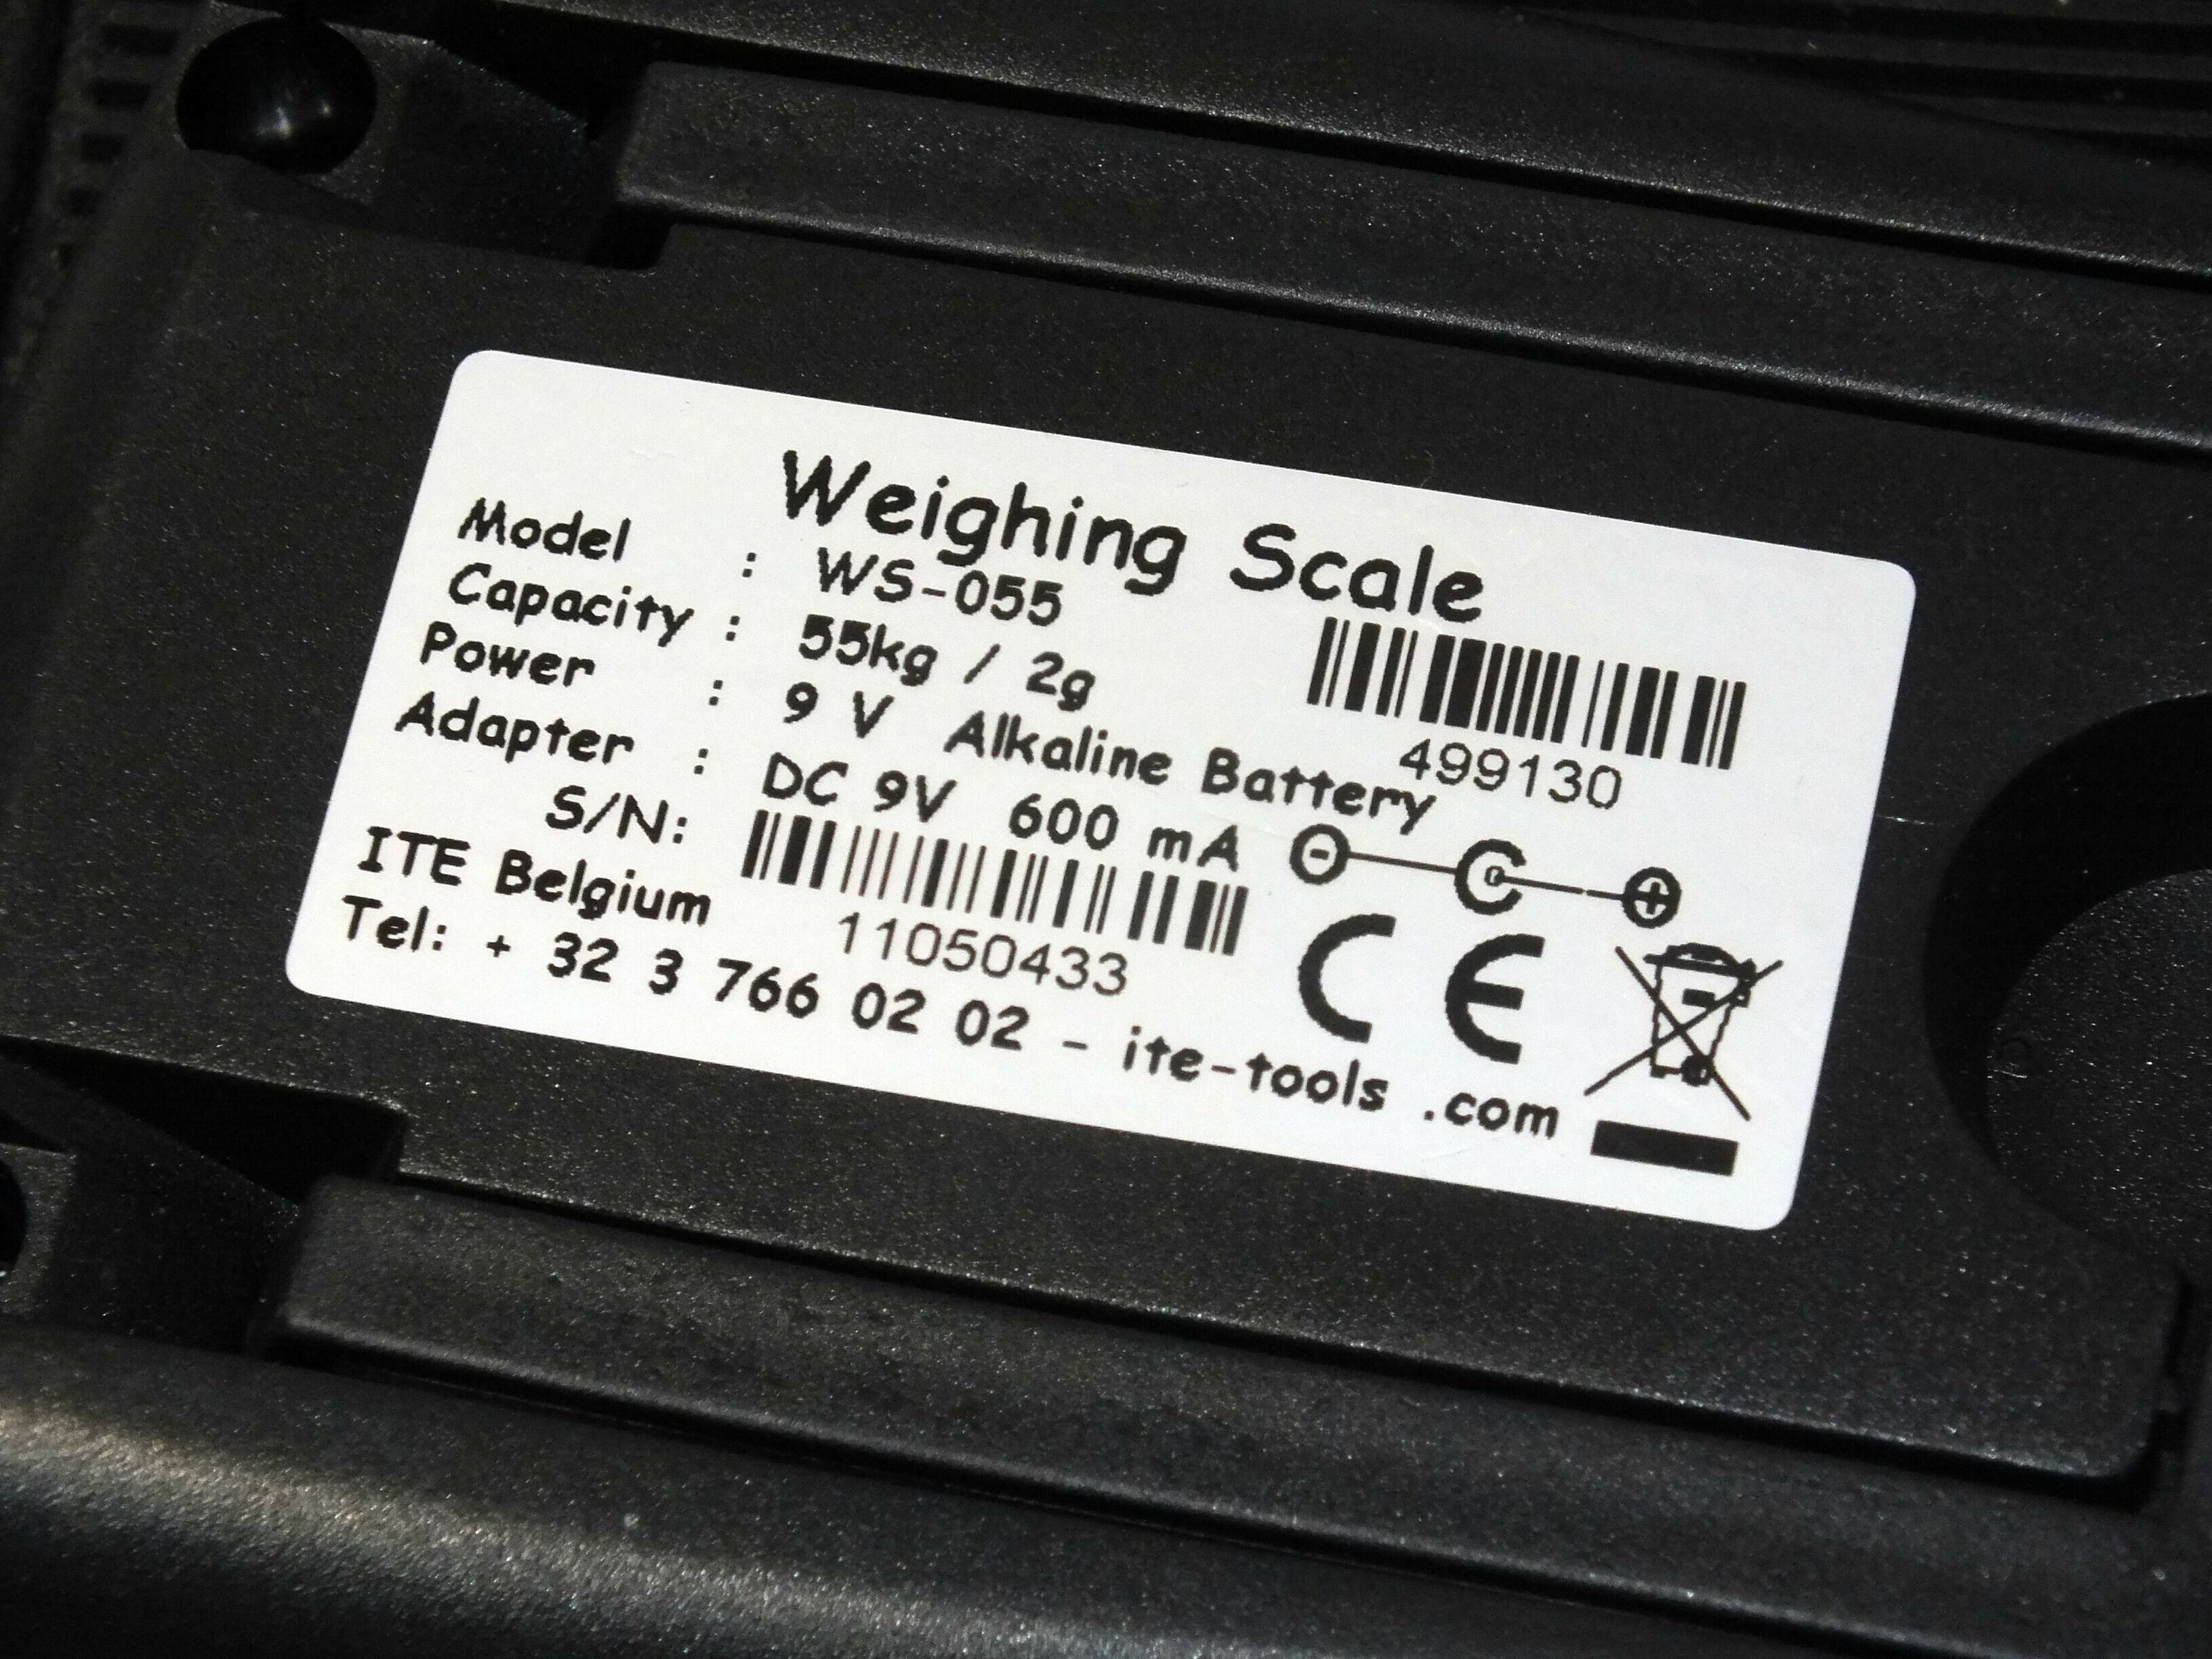 Weighing Scale
Model : WS-055
Capacity : 55kg / 2g
499130
Power : 9 V Alkaline Battery
Adapter : DC 9V 600 mA
S/N:
11050433
ITE Belgium
CE
Tel: + 32 3 766 02 02 - ite-tools .com